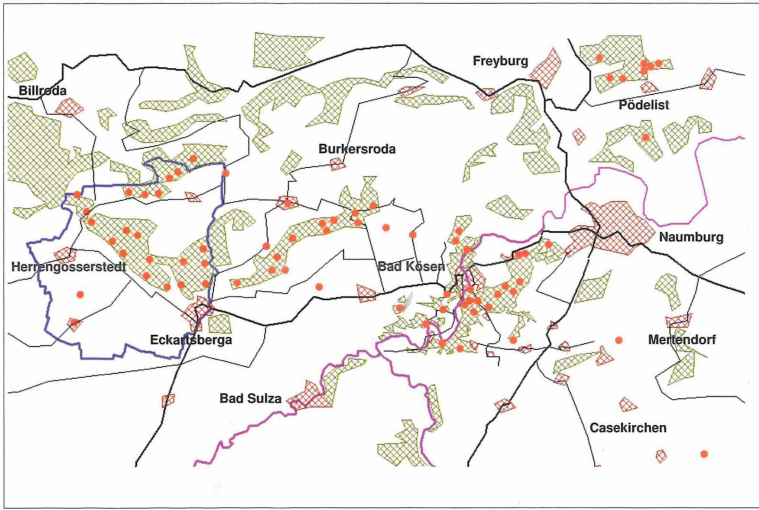 Freyburg
Billroda
Pödelist
Burkersroda
Naumburg
Herrengosserstedt
Bad Kösen
Eckartsberga
Mertendorf
Bad Sulza
Casekirchen